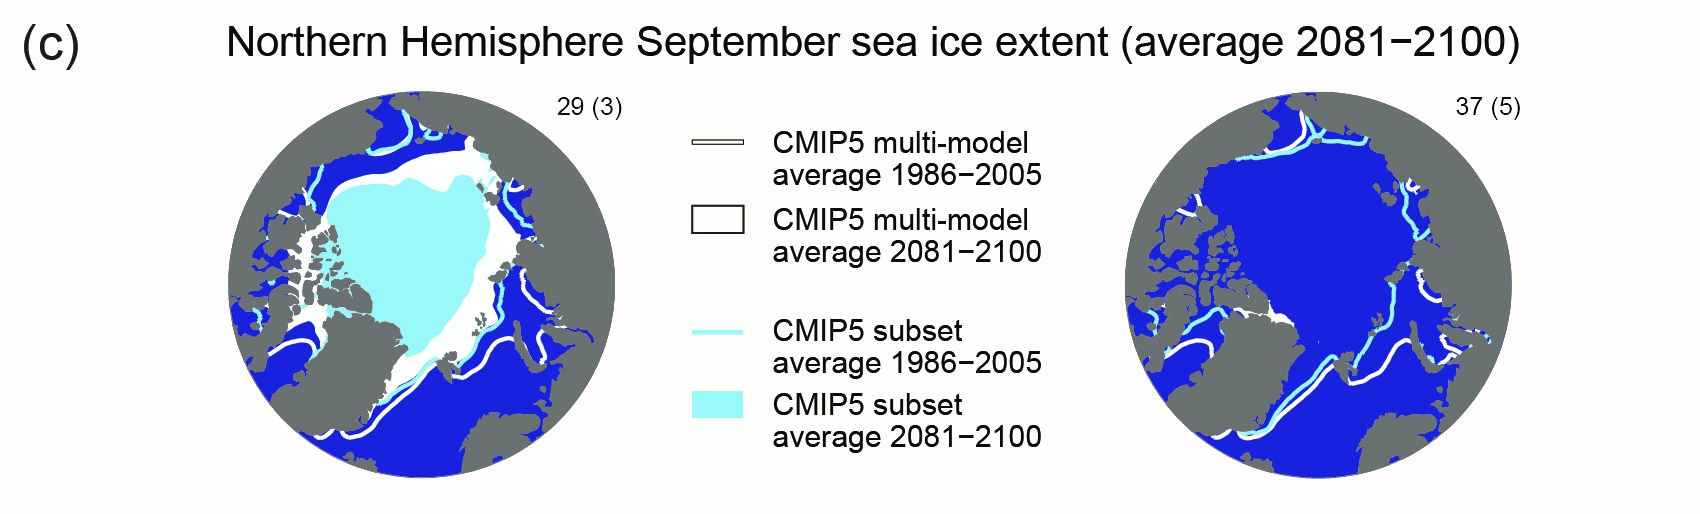 (c)
Northern Hemisphere September sea ice extent (average 2081−2100)
29 (3)
37 (5)
CMIP5 multi-model
average 1986−2005
CMIP5 multi-model
average 2081−2100
CMIP5 subset
average 1986−2005
CMIP5 subset
average 2081−2100